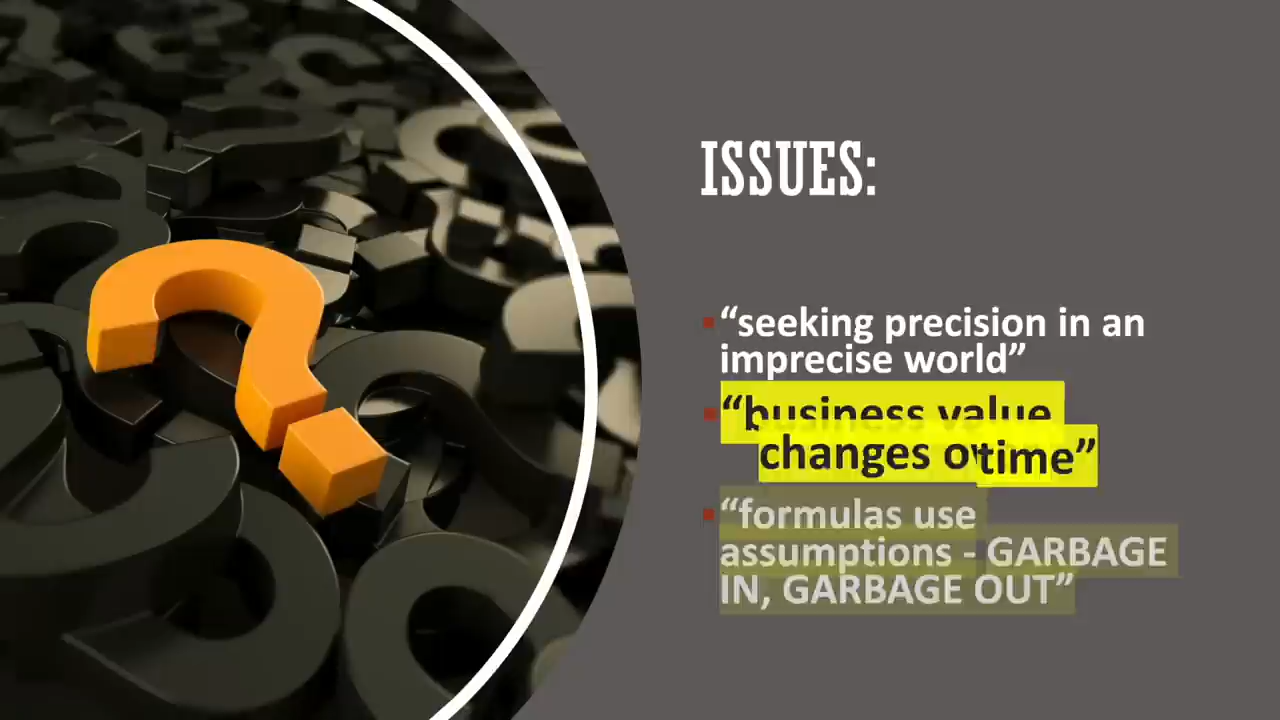 ISSUES:
“seeking precision in an
imprecise world”
“business value
changes o time”
“formulas use
assumptions - GARBAGE
IN, GARBAGE OUT”